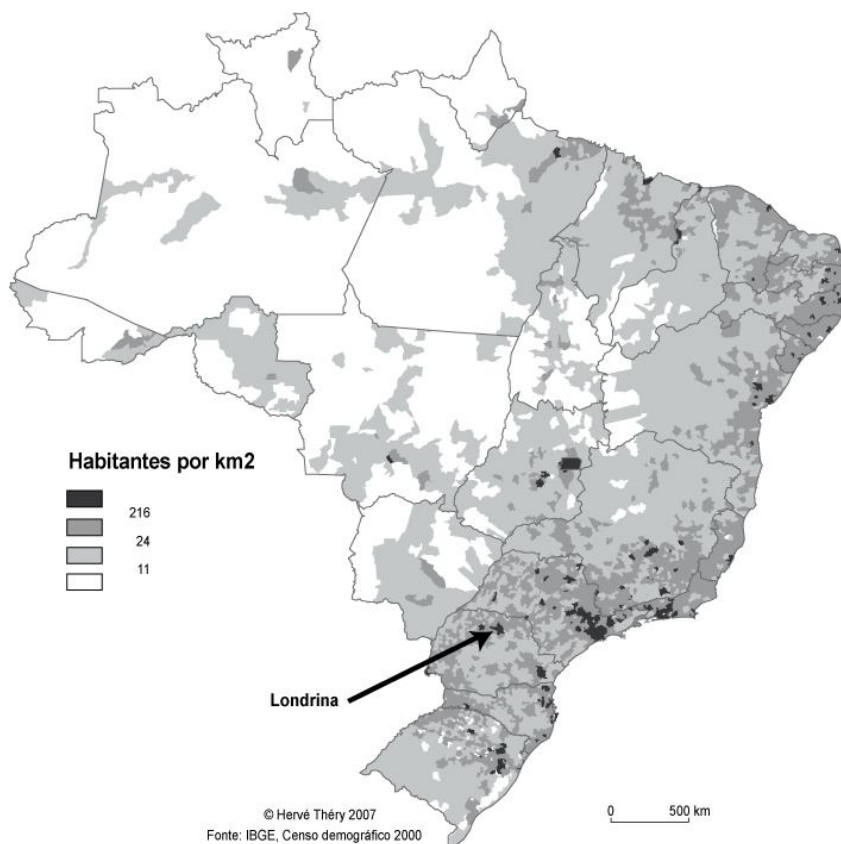 Habitantes por km2
216
24
11
Londrina
© Hervé Théry 2007
Fonte: IBGE, Censo demográfico 2000
0 500 km